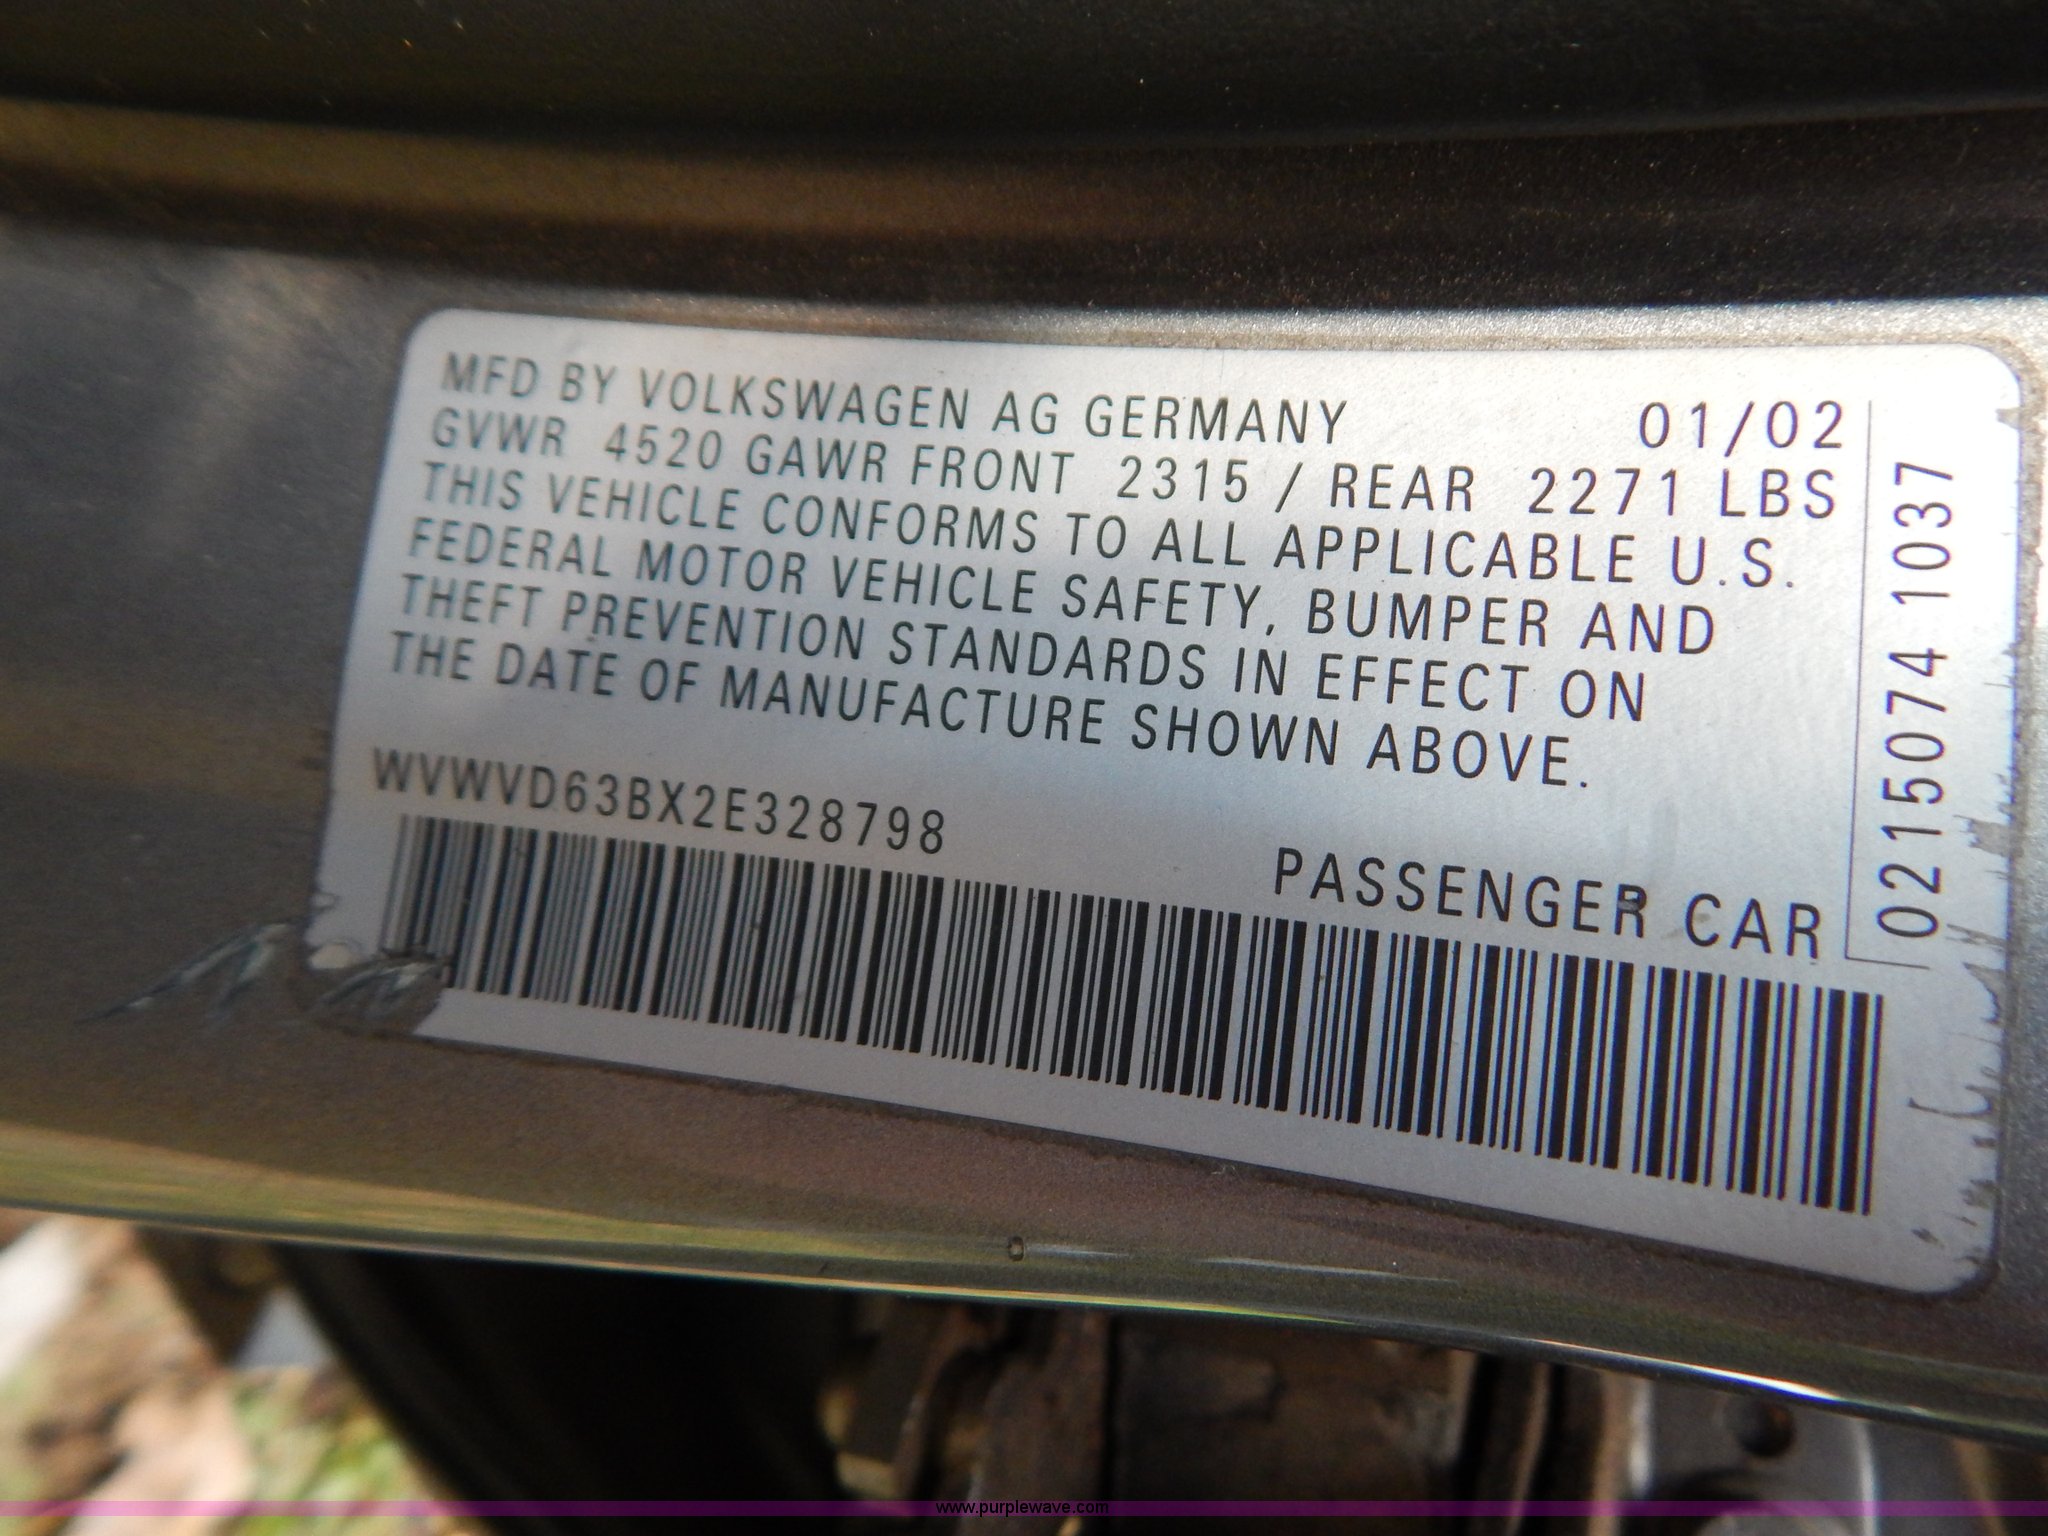 MFD BY VOLKSWAGEN AG GERMANY 01/02
GVWR 4520 GAWR FRONT 2315 / REAR 2271 LBS
THIS VEHICLE CONFORMS TO ALL APPLICABLE U.S.
FEDERAL MOTOR VEHICLE SAFETY, BUMPER AND
THEFT PREVENTION STANDARDS IN EFFECT ON
THE DATE OF MANUFACTURE SHOWN ABOVE.
WVWVD63BX2E328798
PASSENGER CAR
0215074 1037
www.purplewave.com